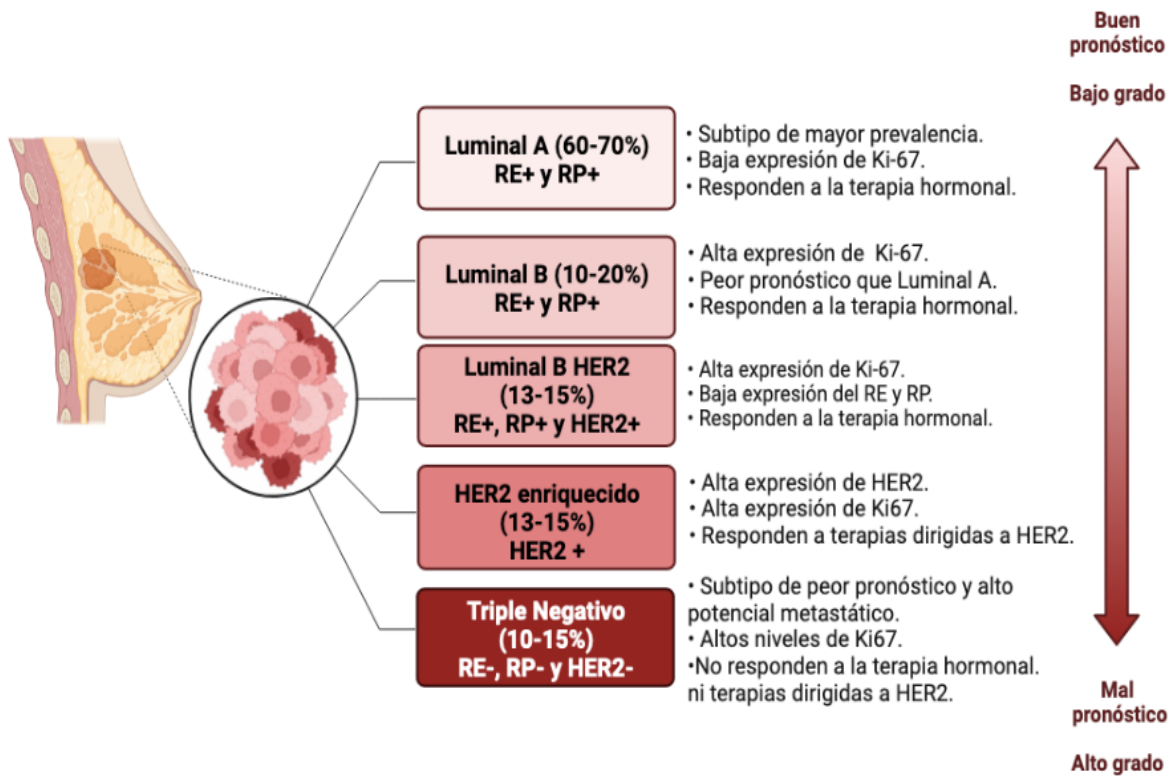 Buen
pronóstico
Bajo grado
Luminal A (60-70%)
RE+ y RP+
• Subtipo de mayor prevalencia.
• Baja expresión de Ki-67.
• Responden a la terapia hormonal.
Luminal B (10-20%)
RE+ y RP+
• Alta expresión de Ki-67.
• Peor pronóstico que Luminal A.
• Responden a la terapia hormonal.
Luminal B HER2
(13-15%)
RE+, RP+ y HER2+
• Alta expresión de Ki-67.
• Baja expresión del RE y RP.
• Responden a la terapia hormonal.
HER2 enriquecido
(13-15%)
HER2 +
• Alta expresión de HER2.
• Alta expresión de Ki67.
• Responden a terapias dirigidas a HER2.
Triple Negativo
(10-15%)
RE-, RP- y HER2-
• Subtipo de peor pronóstico y alto
potencial metastático.
• Altos niveles de Ki67.
•No responden a la terapia hormonal.
ni terapias dirigidas a HER2.
Mal
pronóstico
Alto grado